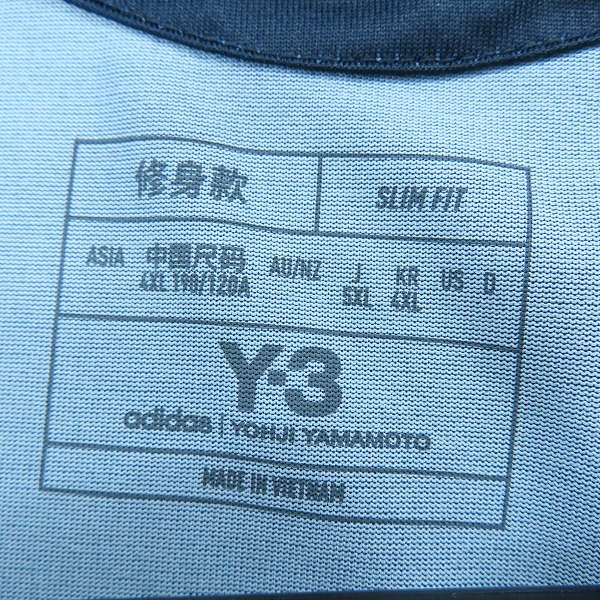 修身款 SLIM FIT
ASIA 中国尺码 AU/NZ J KR US D
4XL 190/120A 5XL 4XL
Y-3
adidas | YOHJI YAMAMOTO
MADE IN VIETNAM